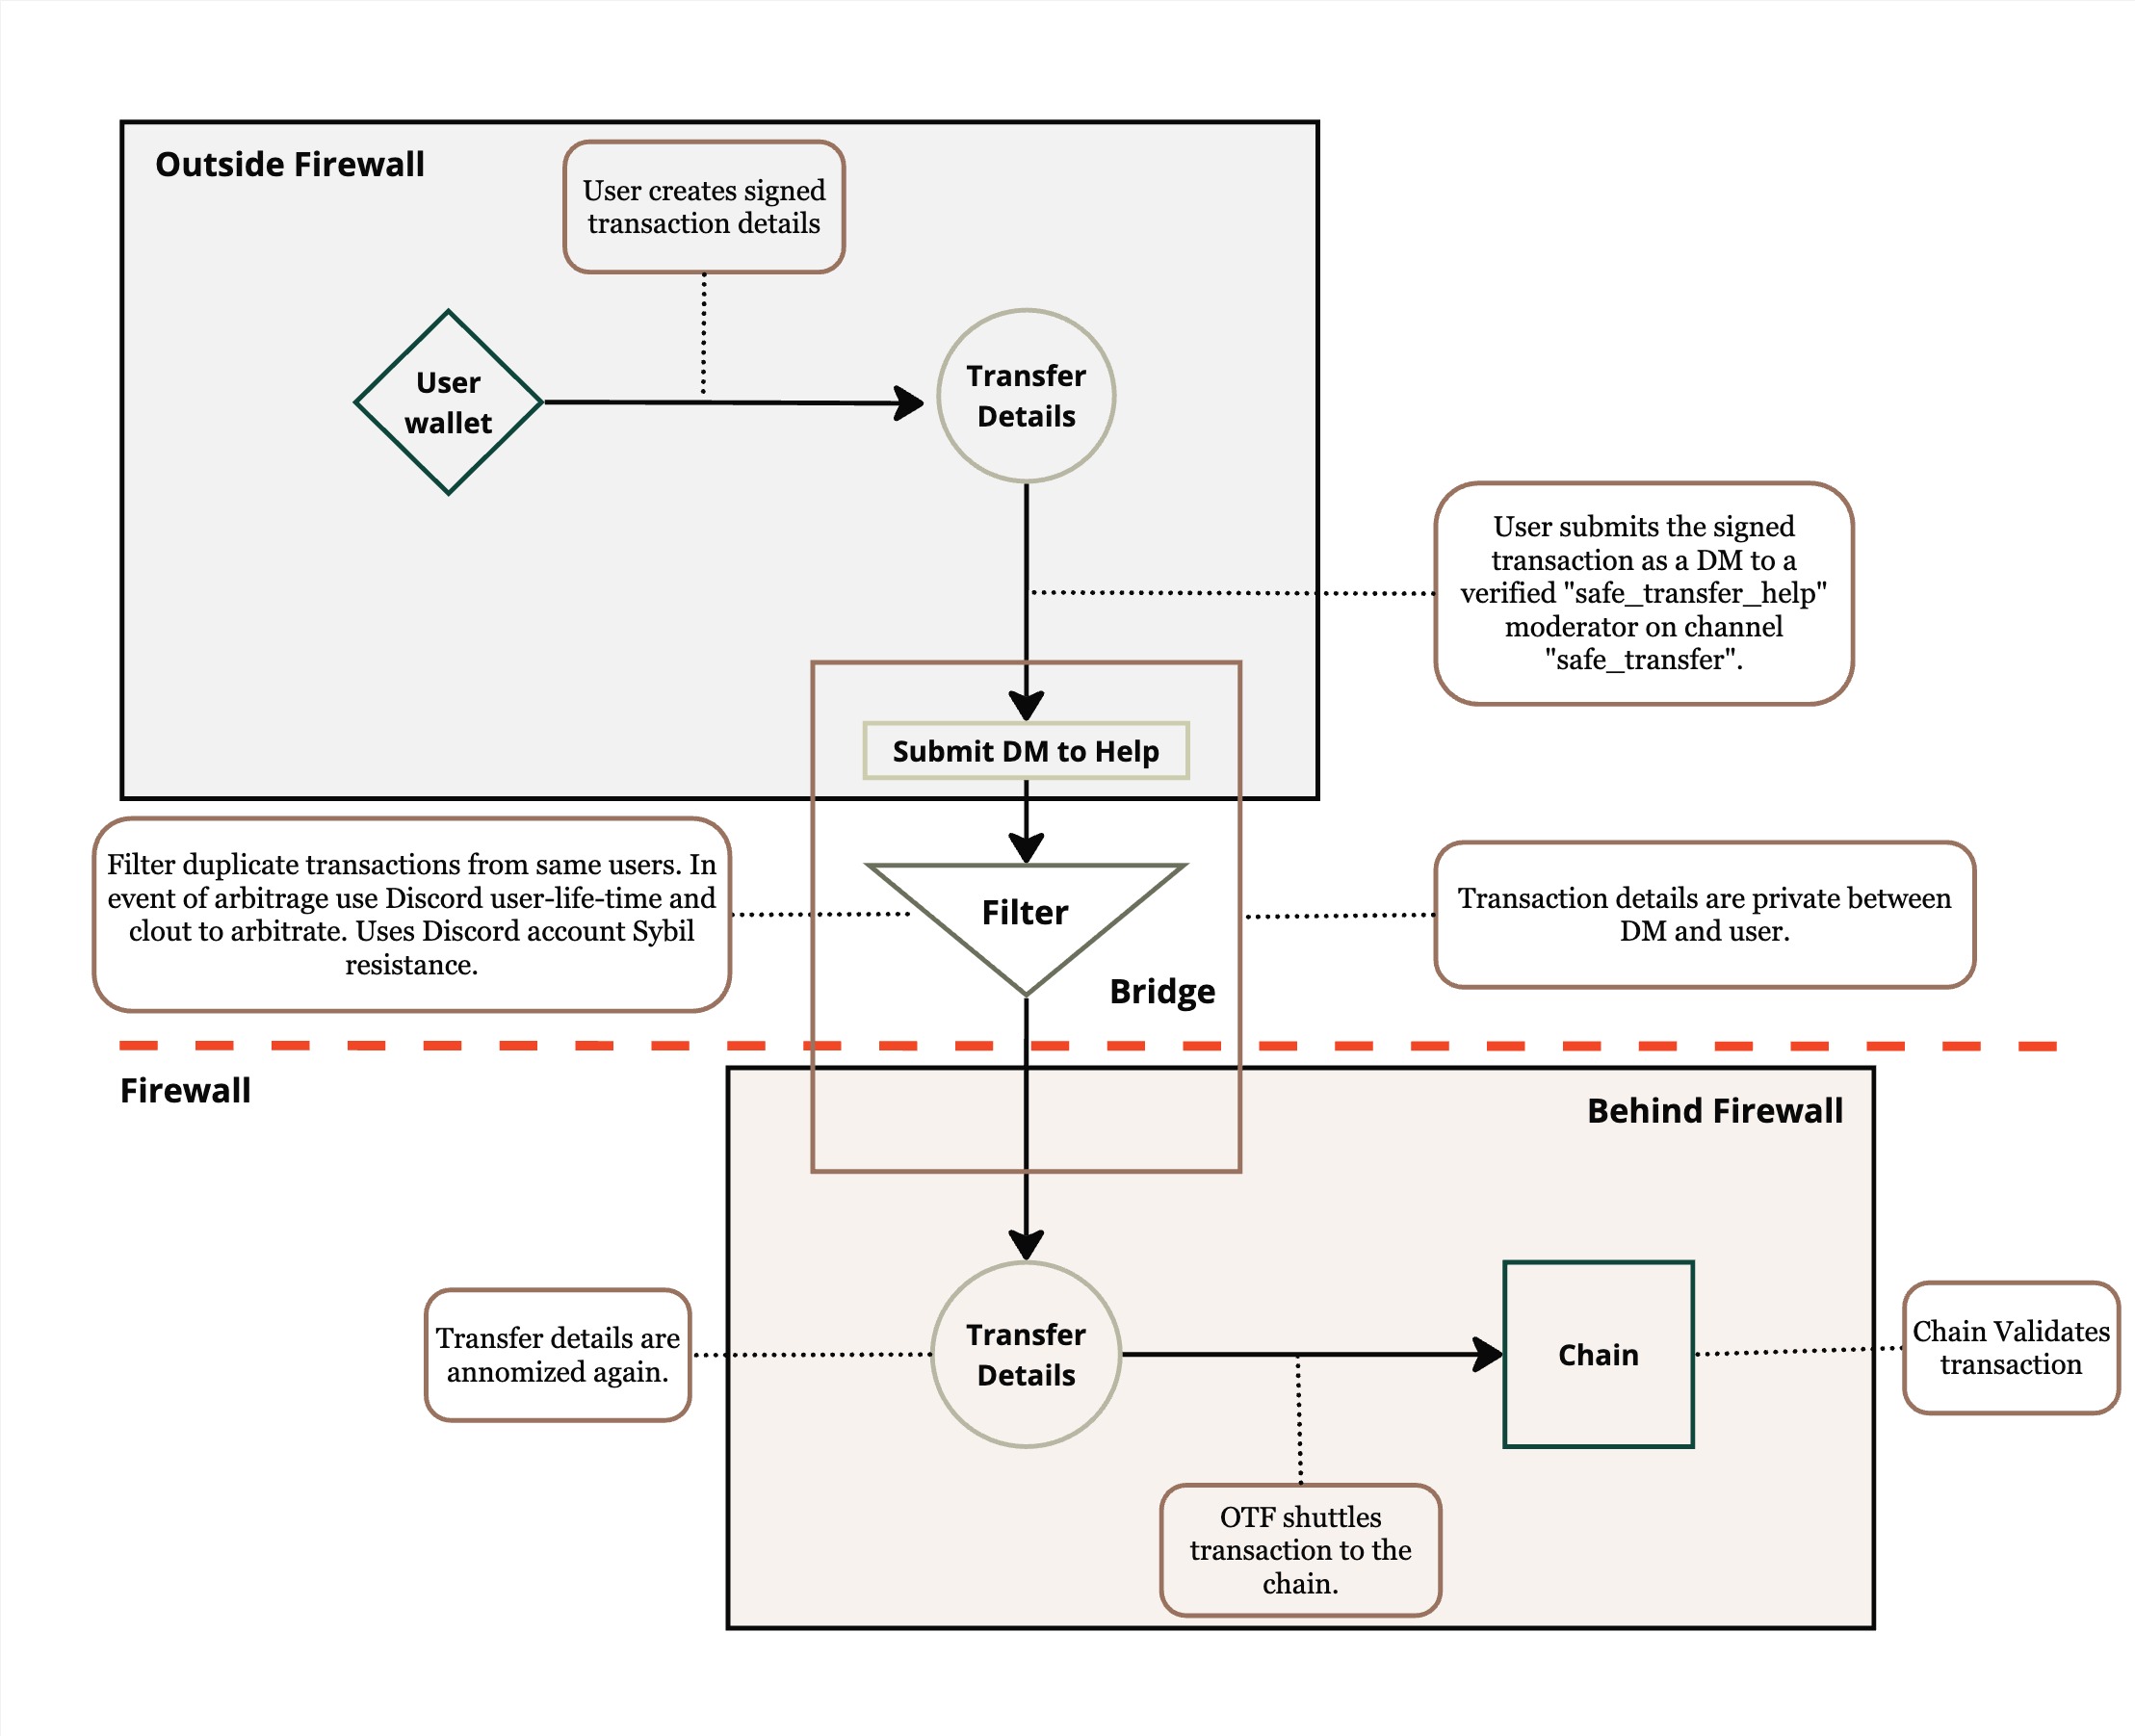 Outside Firewall
User creates signed
transaction details
User
wallet
Transfer
Details
User submits the signed
transaction as a DM to a
verified "safe_transfer_help"
moderator on channel
"safe_transfer".
Submit DM to Help
Filter duplicate transactions from same users. In
event of arbitrage use Discord user-life-time and
clout to arbitrate. Uses Discord account Sybil
resistance.
Filter
Transaction details are private between
DM and user.
Bridge
Firewall
Behind Firewall
Transfer details are
annomized again.
Transfer
Details
Chain
Chain Validates
transaction
OTF shuttles
transaction to the
chain.